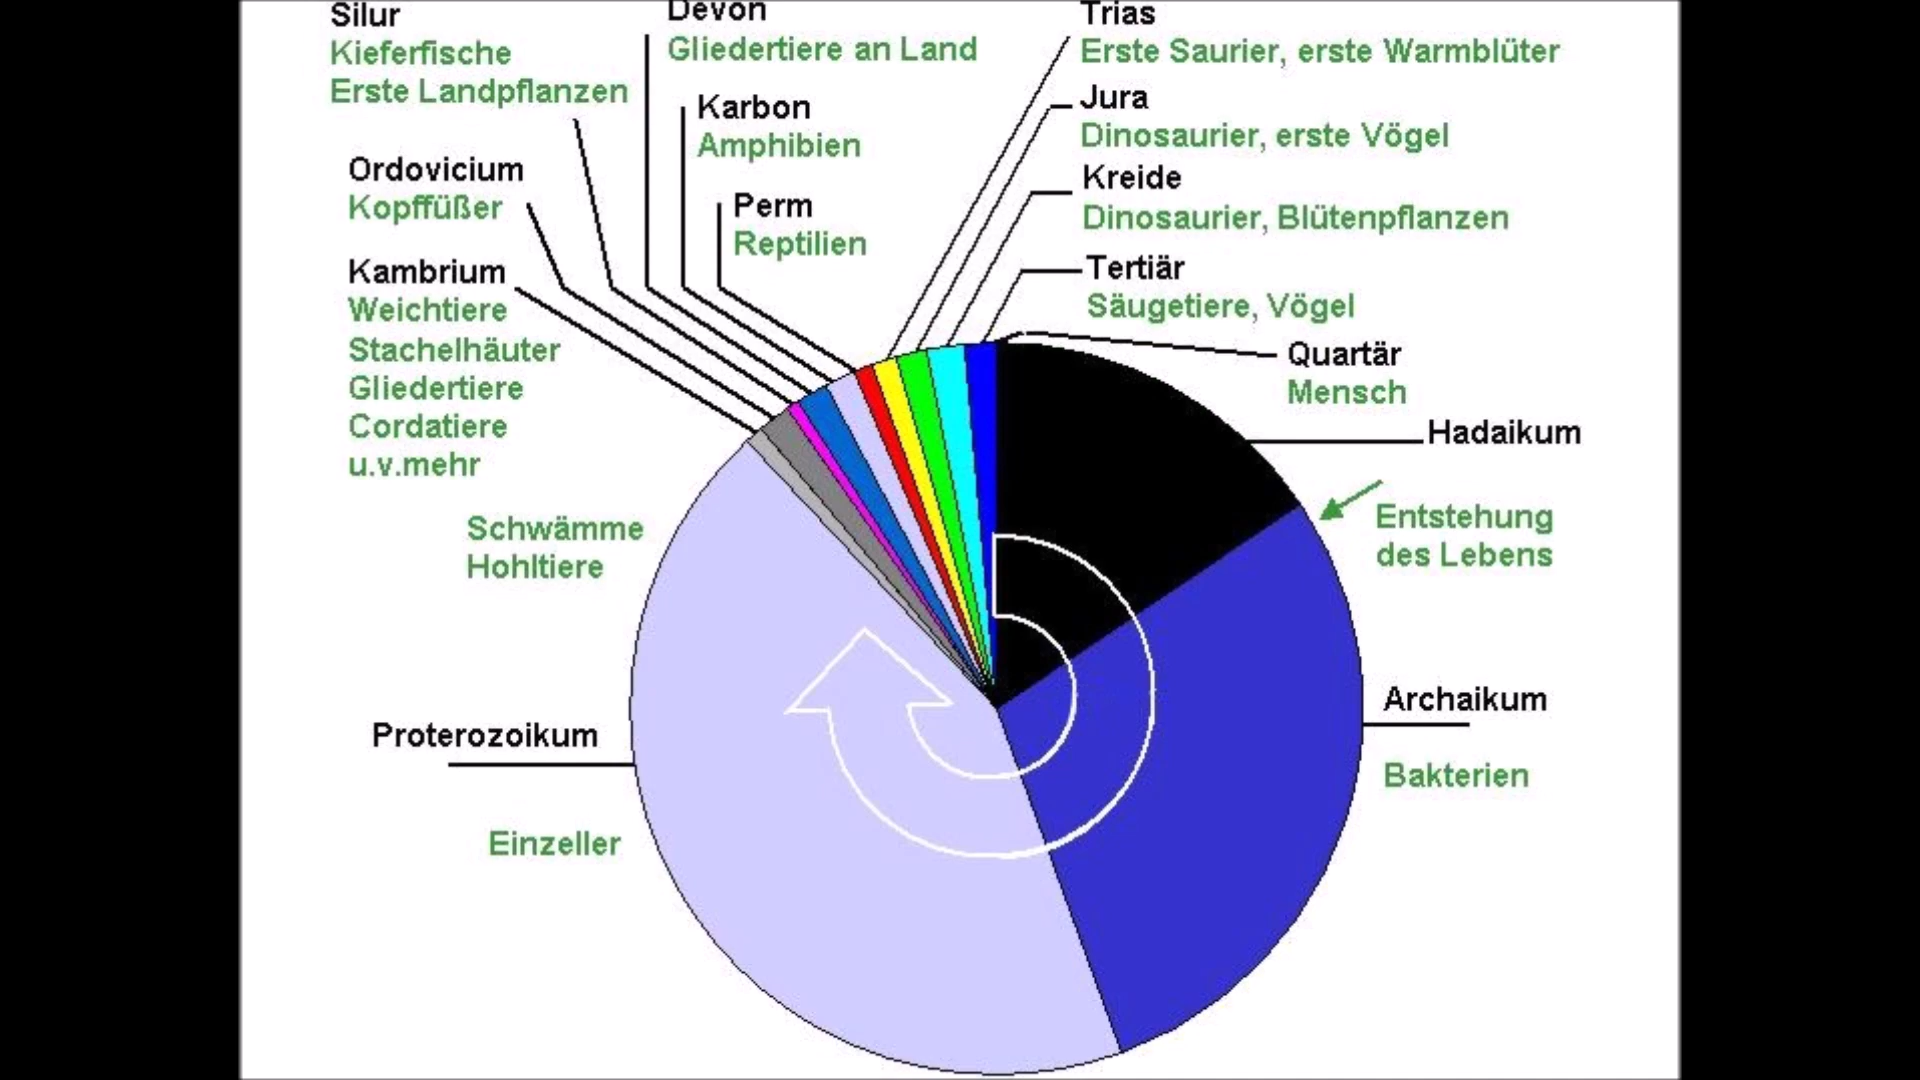 Silur
Kieferfische
Erste Landpflanzen
Devon
Gliedertiere an Land
Trias
Erste Saurier, erste Warmblüter
Karbon
Amphibien
Jura
Dinosaurier, erste Vögel
Ordovicium
Kopffüßer
Perm
Reptilien
Kreide
Dinosaurier, Blütenpflanzen
Kambrium
Weichtiere
Stachelhäuter
Gliedertiere
Cordatiere
u.v.mehr
Tertiär
Säugetiere, Vögel
Quartär
Mensch
Hadaikum
Entstehung
des Lebens
Schwämme
Hohltiere
Archaikum
Bakterien
Proterozoikum
Einzeller